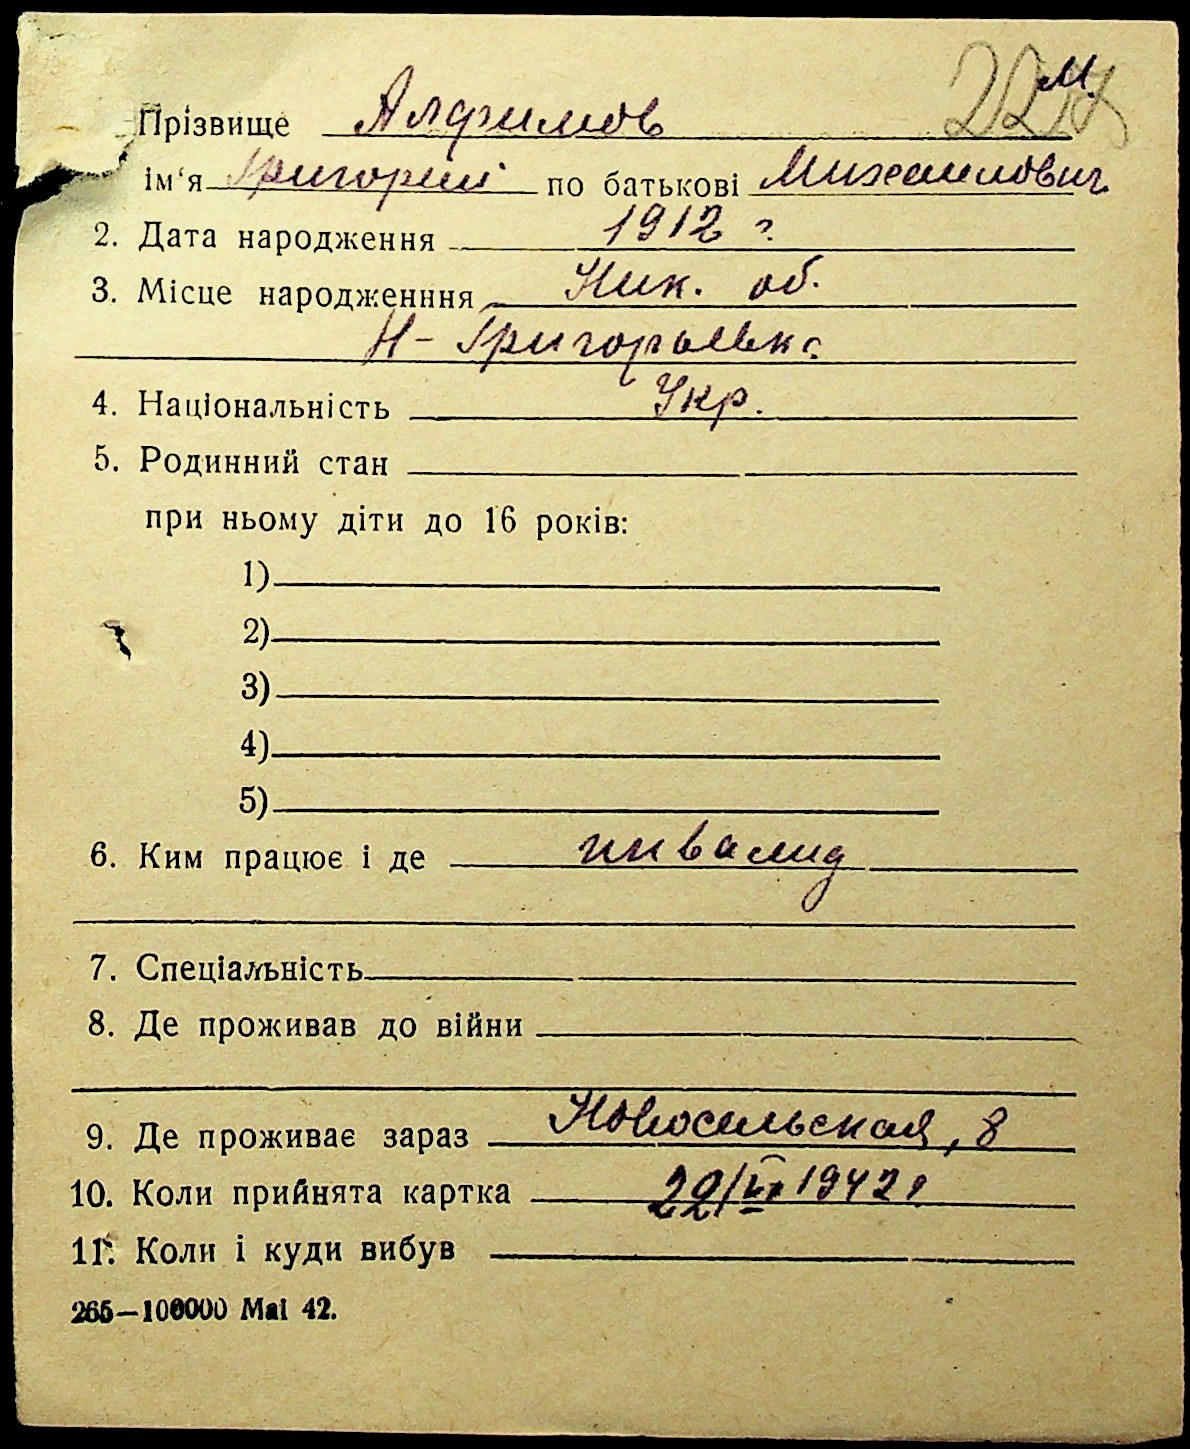 М.
Прізвище Алфимов
ім'я Григорий по батькові Михаилович
2. Дата народження 1912 г.
3. Місце народженння Ник. об.
Н-Григорьевк
4. Національність Укр.
5. Родинний стан
при ньому діти до 16 років:
1)
2)
3)
4)
5)
6. Ким працює і де инвалид
7. Спеціальність
8. Де проживав до війни
9. Де проживає зараз Новосельская, 8
10. Коли прийнята картка 1942 г.
11. Коли і куди вибув
265—100000 Mai 42.